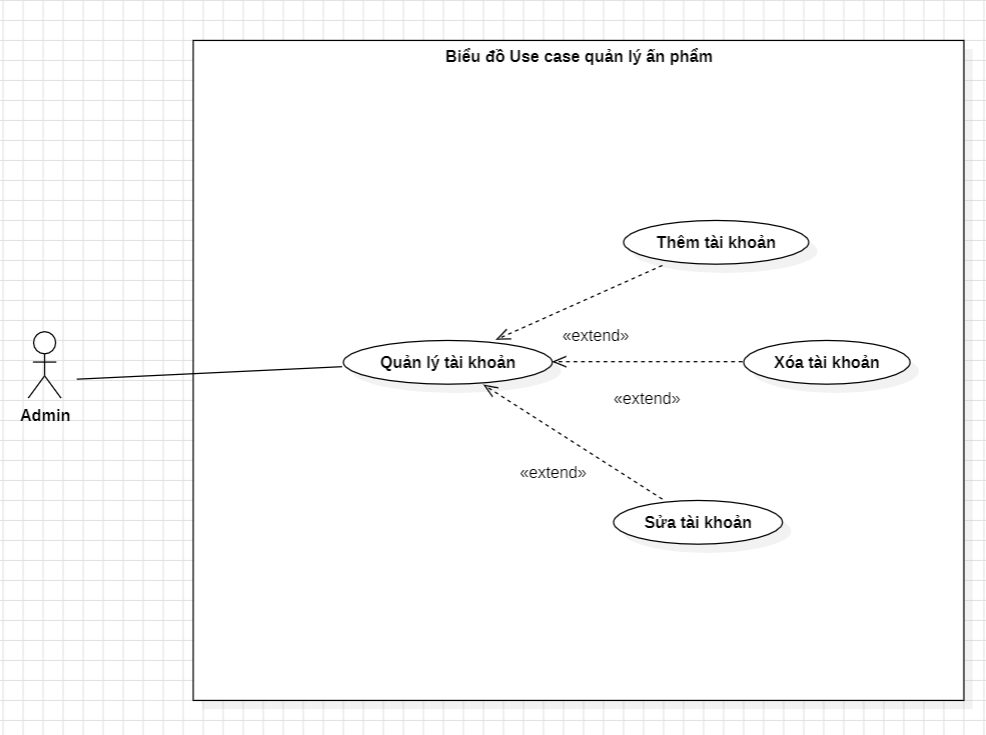 Biểu đồ Use case quản lý ấn phẩm
Thêm tài khoản
«extend»
Quản lý tài khoản
Xóa tài khoản
«extend»
Admin
«extend»
Sửa tài khoản